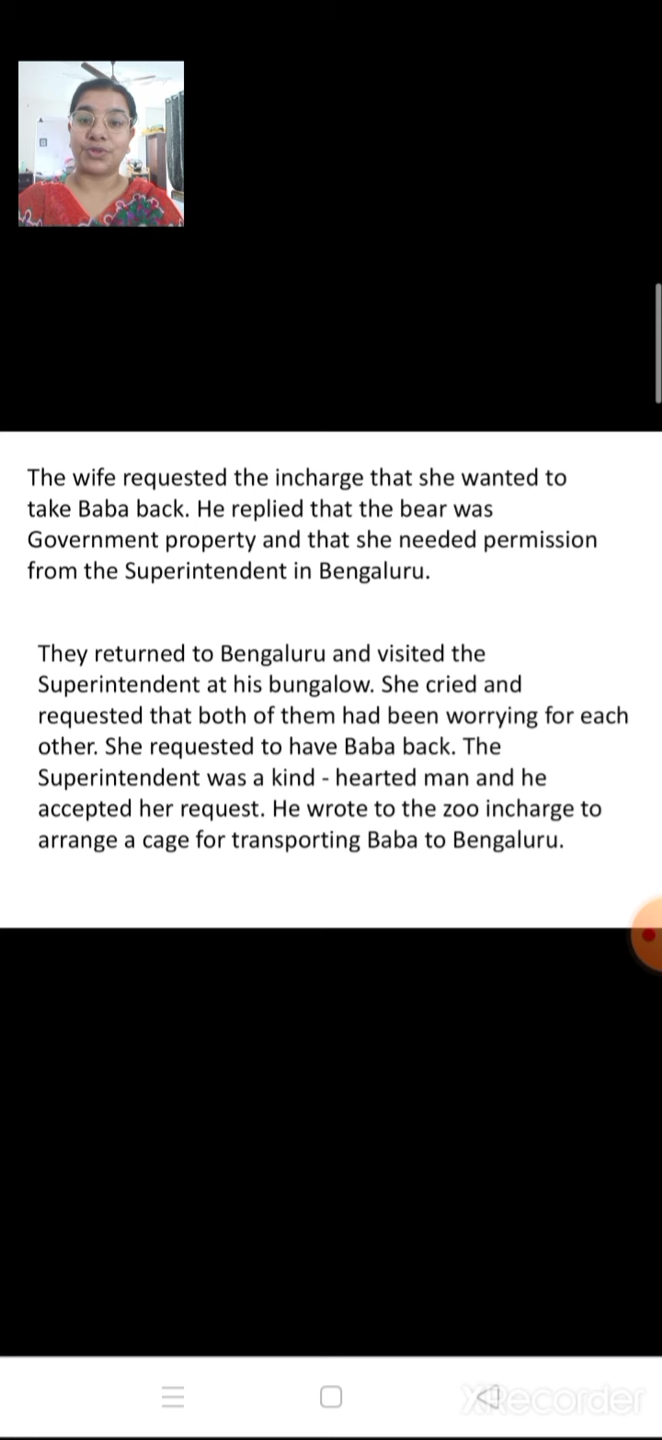 The wife requested the incharge that she wanted to
take Baba back. He replied that the bear was
Government property and that she needed permission
from the Superintendent in Bengaluru.
They returned to Bengaluru and visited the
Superintendent at his bungalow. She cried and
requested that both of them had been worrying for each
other. She requested to have Baba back. The
Superintendent was a kind - hearted man and he
accepted her request. He wrote to the zoo incharge to
arrange a cage for transporting Baba to Bengaluru.
XRecorder